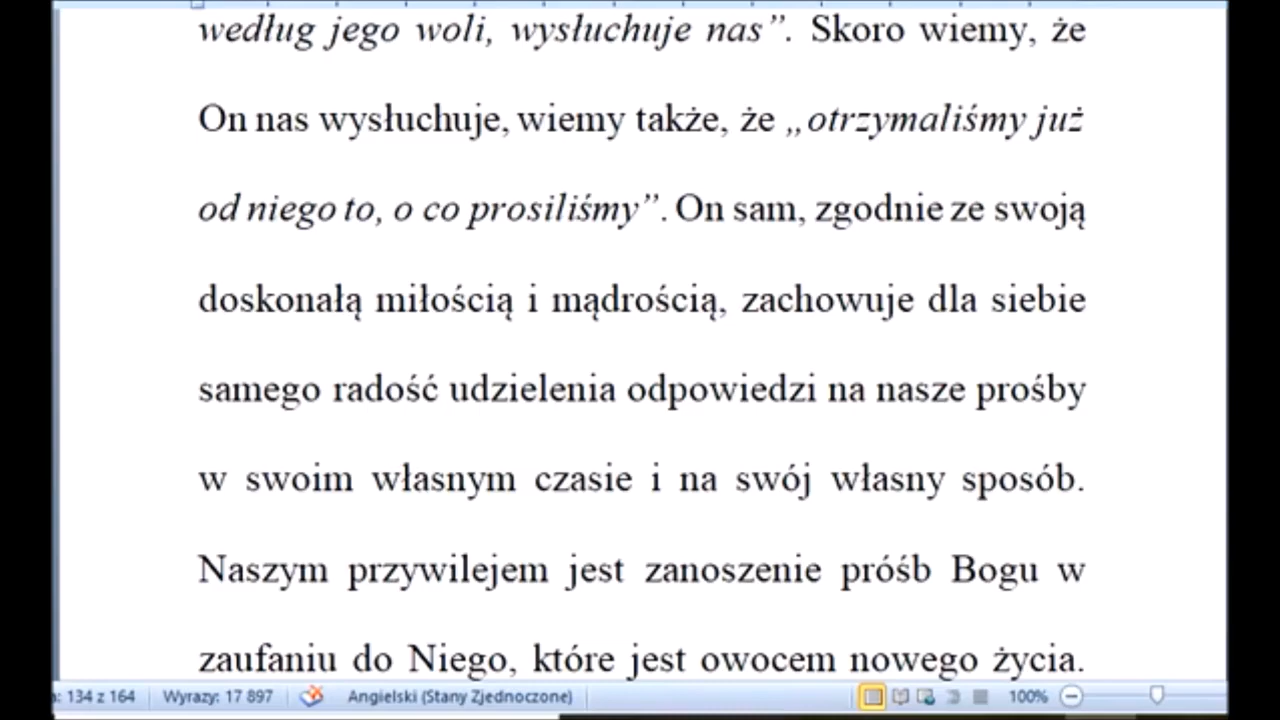 według jego woli, wysłuchuje nas”. Skoro wiemy, że
On nas wysłuchuje, wiemy także, że „otrzymaliśmy już
od niego to, o co prosiliśmy”. On sam, zgodnie ze swoją
doskonałą miłością i mądrością, zachowuje dla siebie
samego radość udzielenia odpowiedzi na nasze prośby
w swoim własnym czasie i na swój własny sposób.
Naszym przywilejem jest zanoszenie próśb Bogu w
zaufaniu do Niego, które jest owocem nowego życia.
: 134 z 164 Wyrazy: 17 897 Angielski (Stany Zjednoczone) 100%